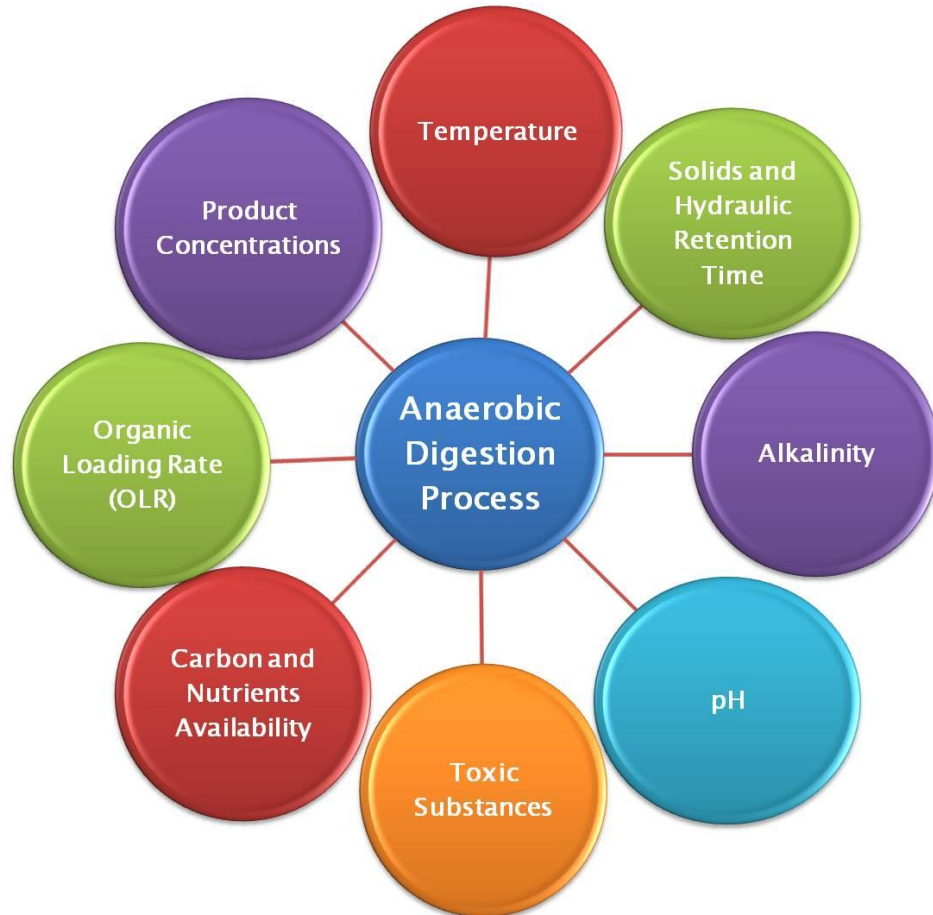 Temperature
Solids and
Hydraulic
Retention
Time
Product
Concentrations
Anaerobic
Digestion
Process
Alkalinity
Organic
Loading Rate
(OLR)
Carbon and
Nutrients
Availability
pH
Toxic
Substances